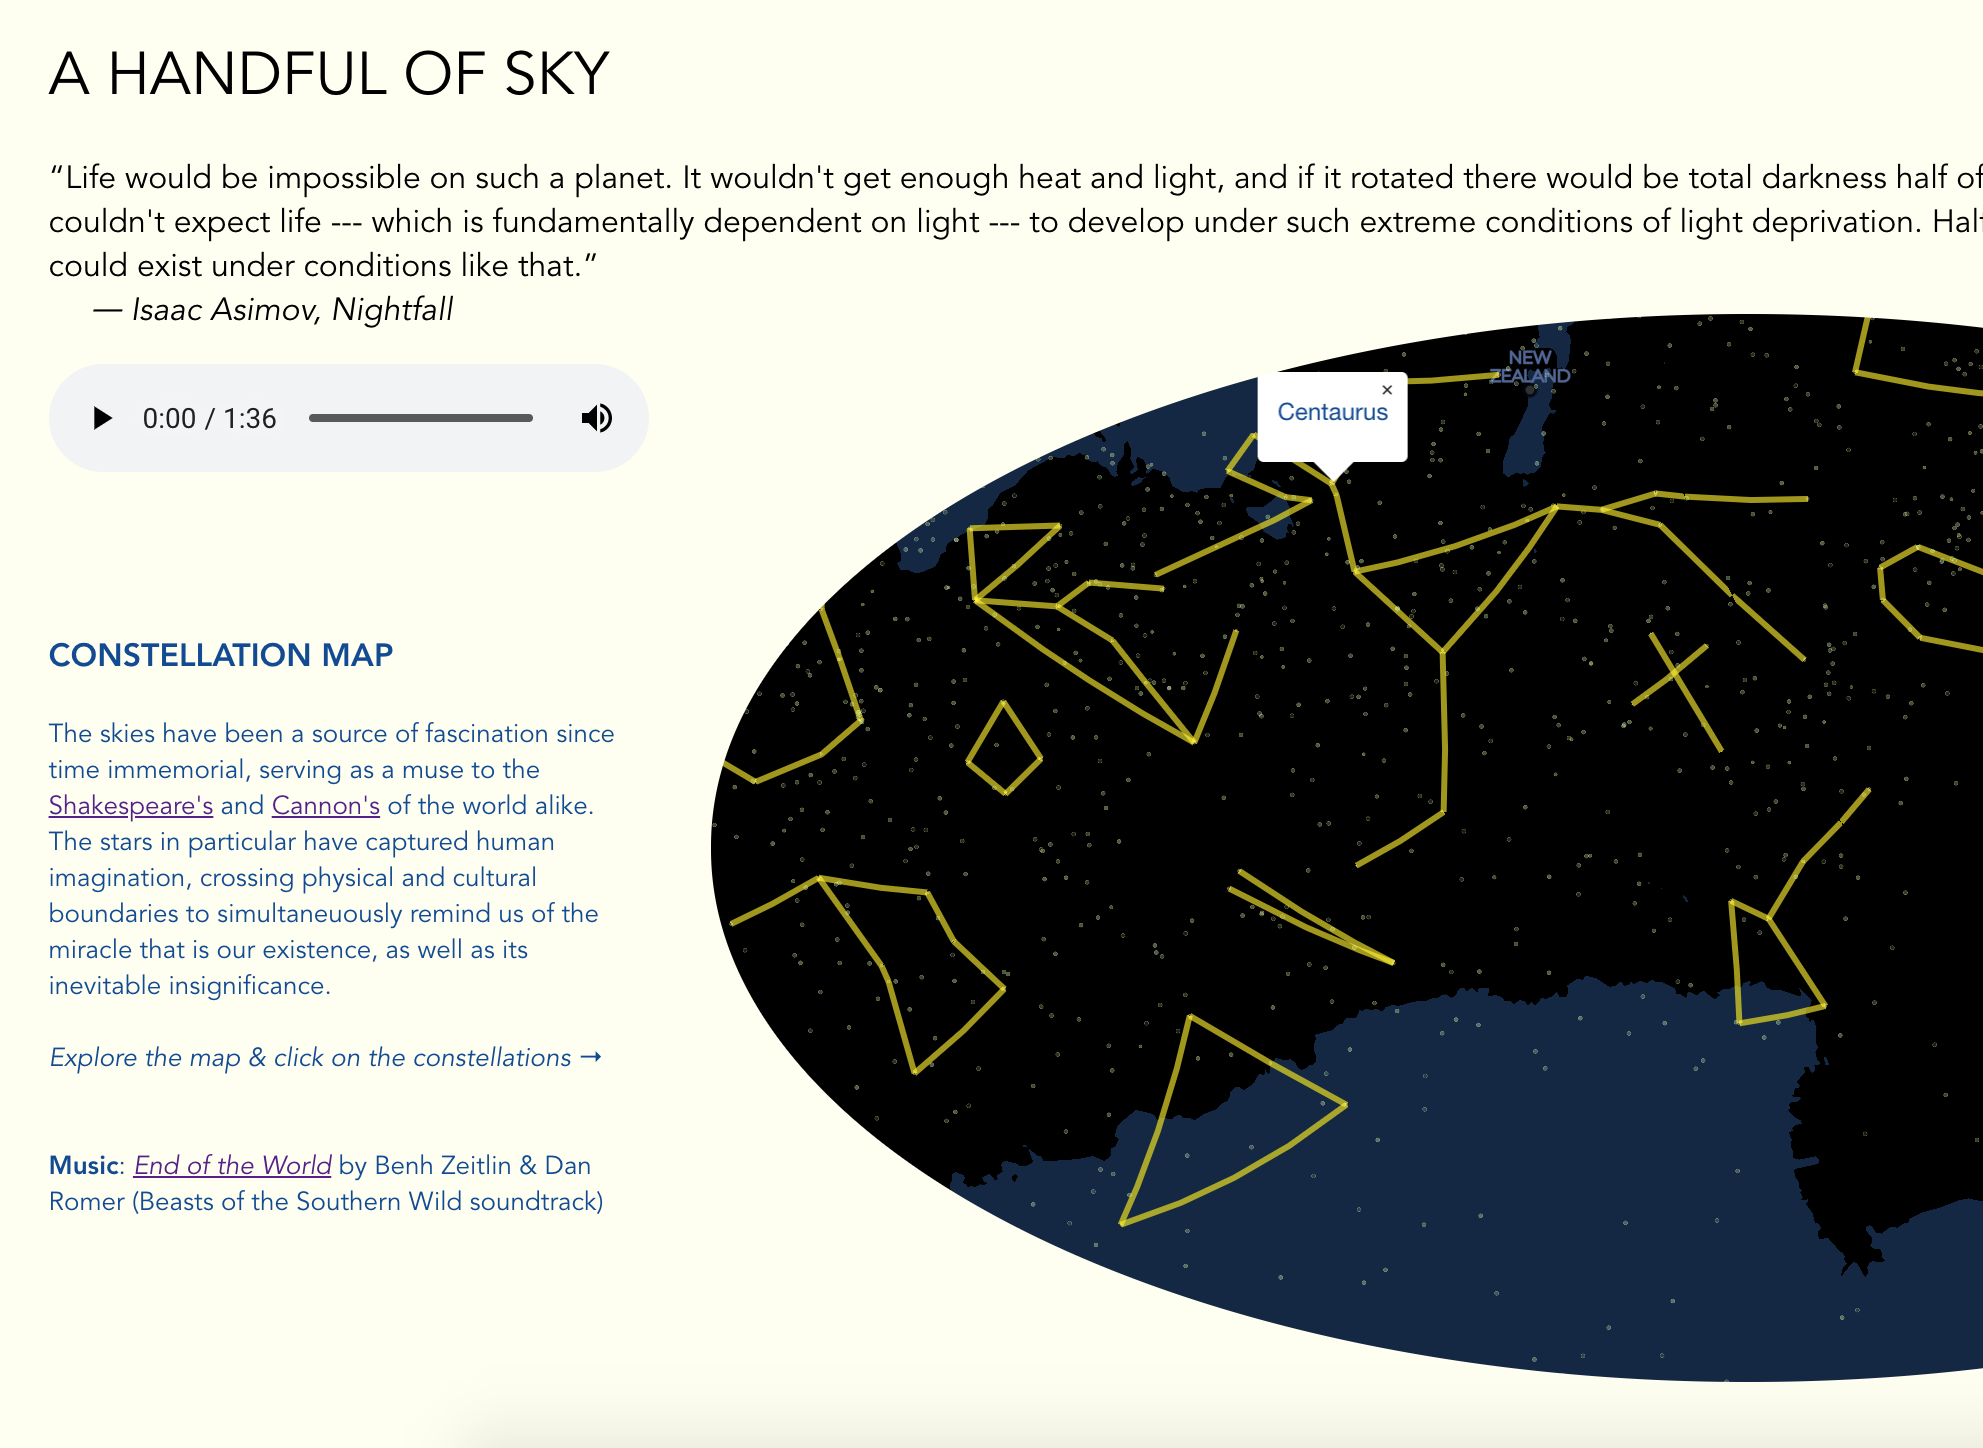 A HANDFUL OF SKY
“Life would be impossible on such a planet. It wouldn't get enough heat and light, and if it rotated there would be total darkness half of
couldn't expect life --- which is fundamentally dependent on light --- to develop under such extreme conditions of light deprivation. Half
could exist under conditions like that.”
— Isaac Asimov, Nightfall
0:00 / 1:36
NEW
ZEALAND
×
Centaurus
CONSTELLATION MAP
The skies have been a source of fascination since
time immemorial, serving as a muse to the
Shakespeare's and Cannon's of the world alike.
The stars in particular have captured human
imagination, crossing physical and cultural
boundaries to simultaneuously remind us of the
miracle that is our existence, as well as its
inevitable insignificance.
Explore the map & click on the constellations →
Music: End of the World by Benh Zeitlin & Dan
Romer (Beasts of the Southern Wild soundtrack)